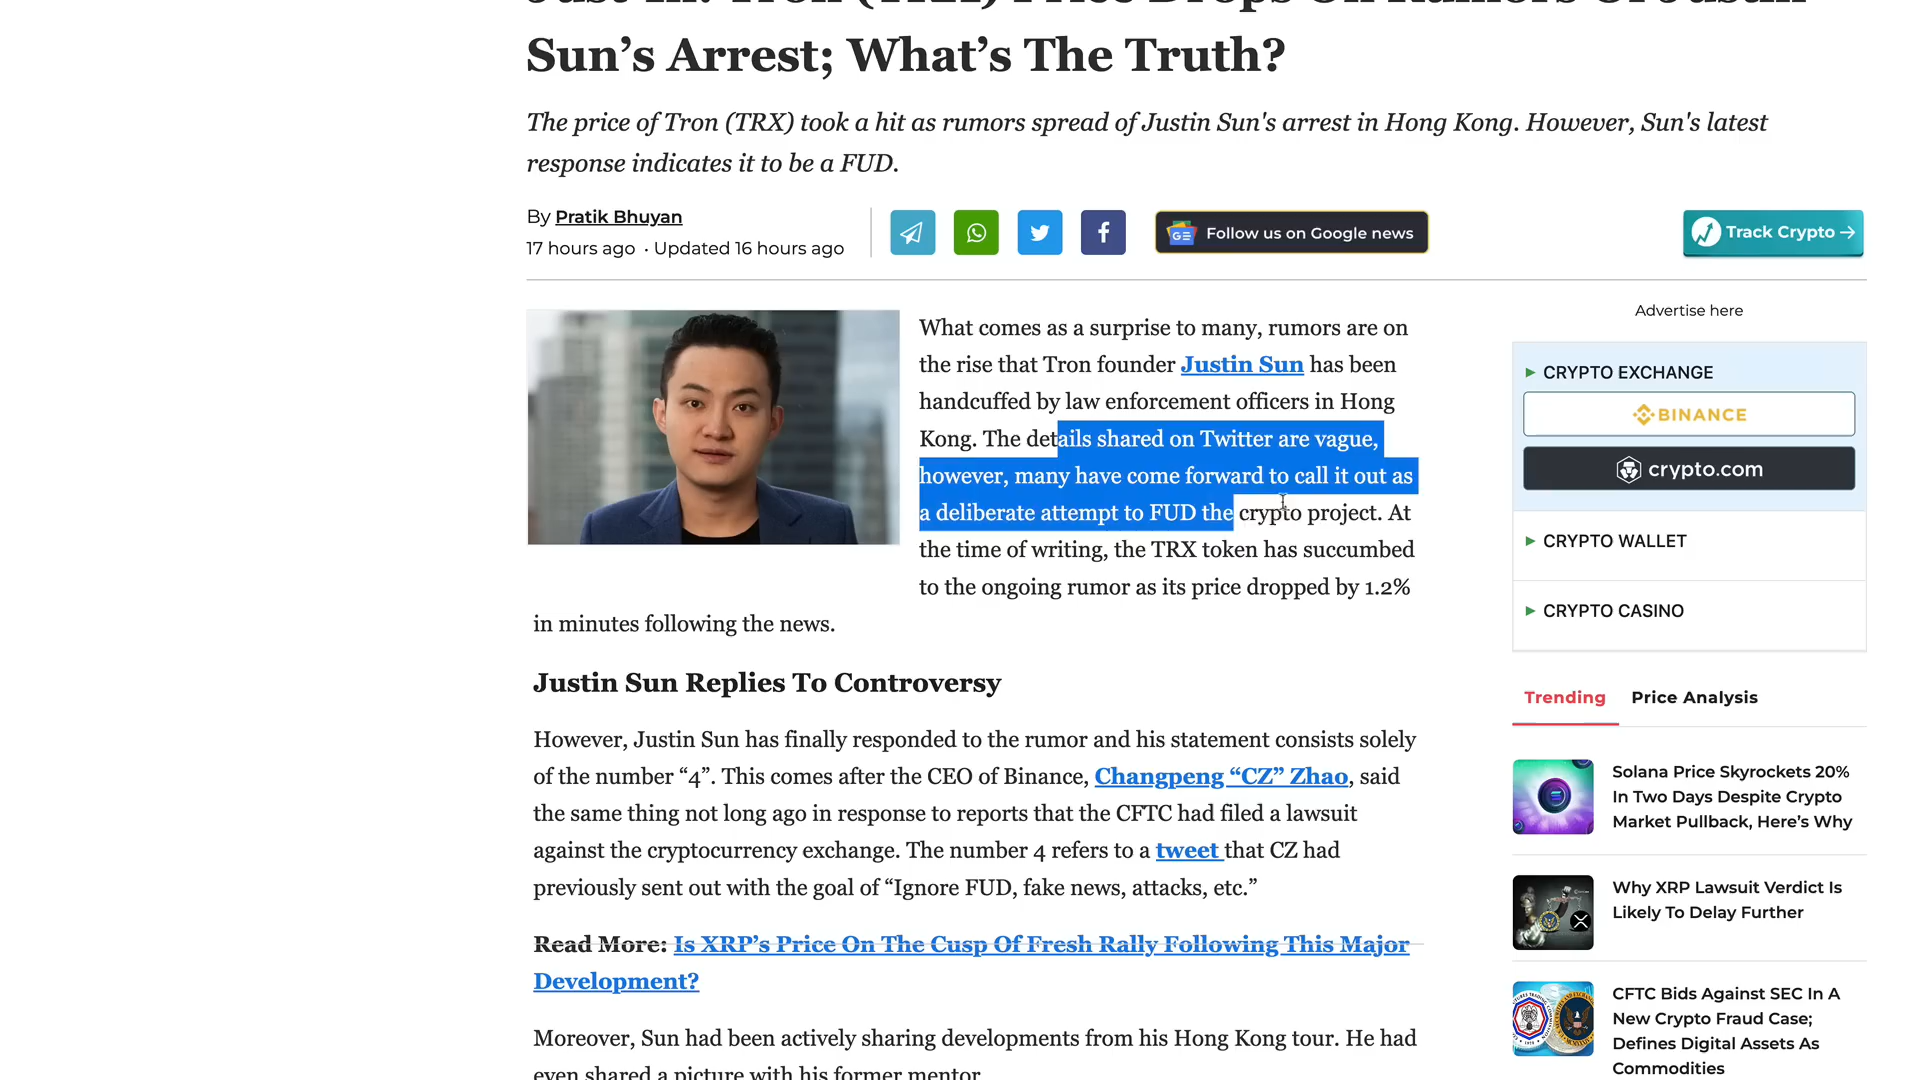 Sun's Arrest; What's The Truth?
The price of Tron (TRX) took a hit as rumors spread of Justin Sun's arrest in Hong Kong. However, Sun's latest
response indicates it to be a FUD.
By Pratik Bhuyan
17 hours ago · Updated 16 hours ago
Follow us on Google news
Track Crypto →
What comes as a surprise to many, rumors are on
the rise that Tron founder Justin Sun has been
handcuffed by law enforcement officers in Hong
Kong. The details shared on Twitter are vague,
however, many have come forward to call it out as
a deliberate attempt to FUD the crypto project. At
the time of writing, the TRX token has succumbed
to the ongoing rumor as its price dropped by 1.2%
in minutes following the news.
Justin Sun Replies To Controversy
However, Justin Sun has finally responded to the rumor and his statement consists solely
of the number “4”. This comes after the CEO of Binance, Changpeng “CZ” Zhao, said
the same thing not long ago in response to reports that the CFTC had filed a lawsuit
against the cryptocurrency exchange. The number 4 refers to a tweet that CZ had
previously sent out with the goal of “Ignore FUD, fake news, attacks, etc.”
Read More: Is XRP’s Price On The Cusp Of Fresh Rally Following This Major
Development?
Moreover, Sun had been actively sharing developments from his Hong Kong tour. He had
even shared a picture with his former mentor
Advertise here
CRYPTO EXCHANGE
BINANCE
crypto.com
CRYPTO WALLET
CRYPTO CASINO
Trending Price Analysis
Solana Price Skyrockets 20%
In Two Days Despite Crypto
Market Pullback, Here’s Why
Why XRP Lawsuit Verdict Is
Likely To Delay Further
CFTC Bids Against SEC In A
New Crypto Fraud Case;
Defines Digital Assets As
Commodities